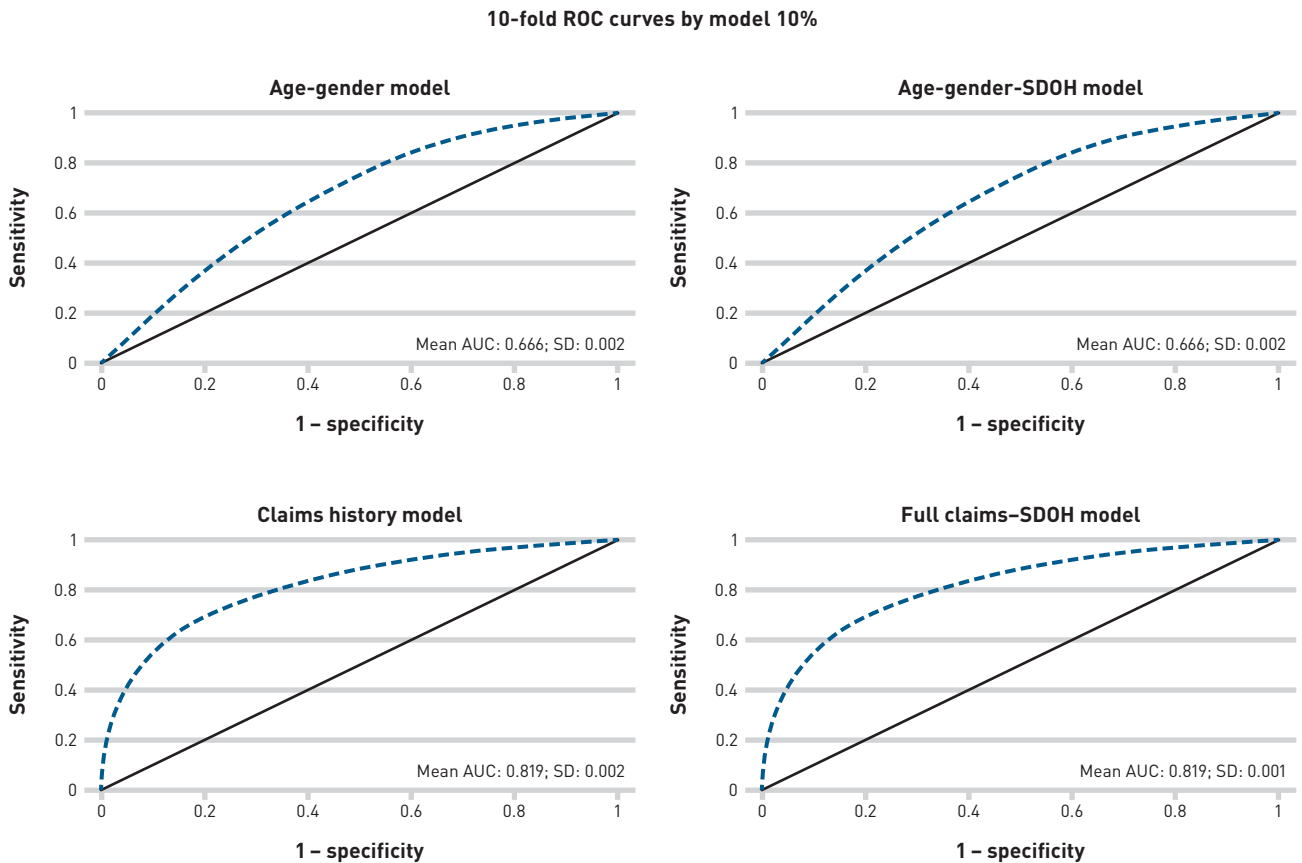 10-fold ROC curves by model 10%
Age-gender model
Sensitivity
1
0.8
0.6
0.4
0.2
0
Mean AUC: 0.666; SD: 0.002
0 0.2 0.4 0.6 0.8 1
1 – specificity
Age-gender-SDOH model
Sensitivity
1
0.8
0.6
0.4
0.2
0
Mean AUC: 0.666; SD: 0.002
0 0.2 0.4 0.6 0.8 1
1 – specificity
Claims history model
Sensitivity
1
0.8
0.6
0.4
0.2
0
Mean AUC: 0.819; SD: 0.002
0 0.2 0.4 0.6 0.8 1
1 – specificity
Full claims–SDOH model
Sensitivity
1
0.8
0.6
0.4
0.2
0
Mean AUC: 0.819; SD: 0.001
0 0.2 0.4 0.6 0.8 1
1 – specificity